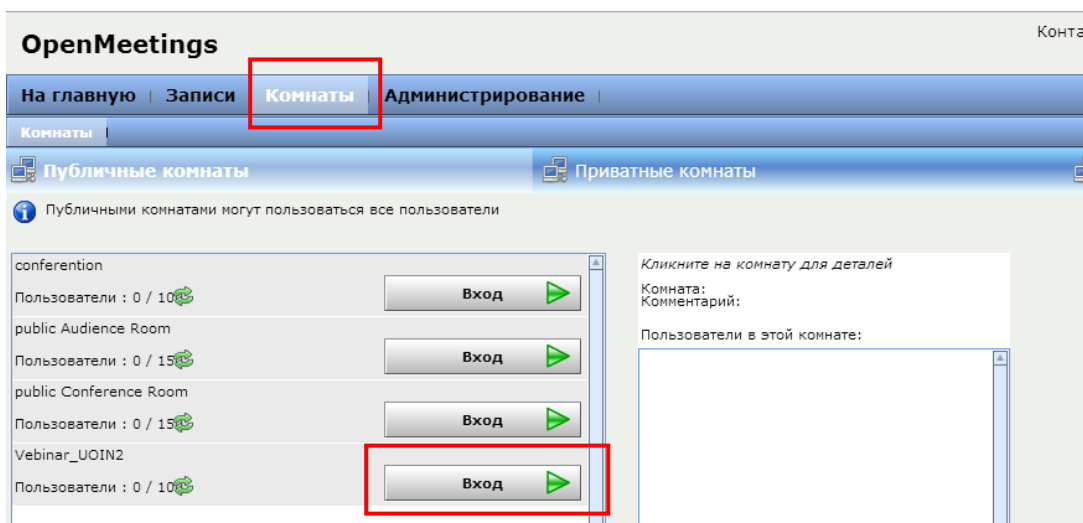 OpenMeetings
Конта
На главную | Записи | Комнаты | Администрирование |
Комнаты |
Публичные комнаты
Приватные комнаты
Публичными комнатами могут пользоваться все пользователи
conferention
Пользователи : 0 / 10
Вход
public Audience Room
Пользователи : 0 / 15
Вход
public Conference Room
Пользователи : 0 / 15
Вход
Vebinar_UOIN2
Пользователи : 0 / 10
Вход
Кликните на комнату для деталей
Комната:
Комментарий:
Пользователи в этой комнате: